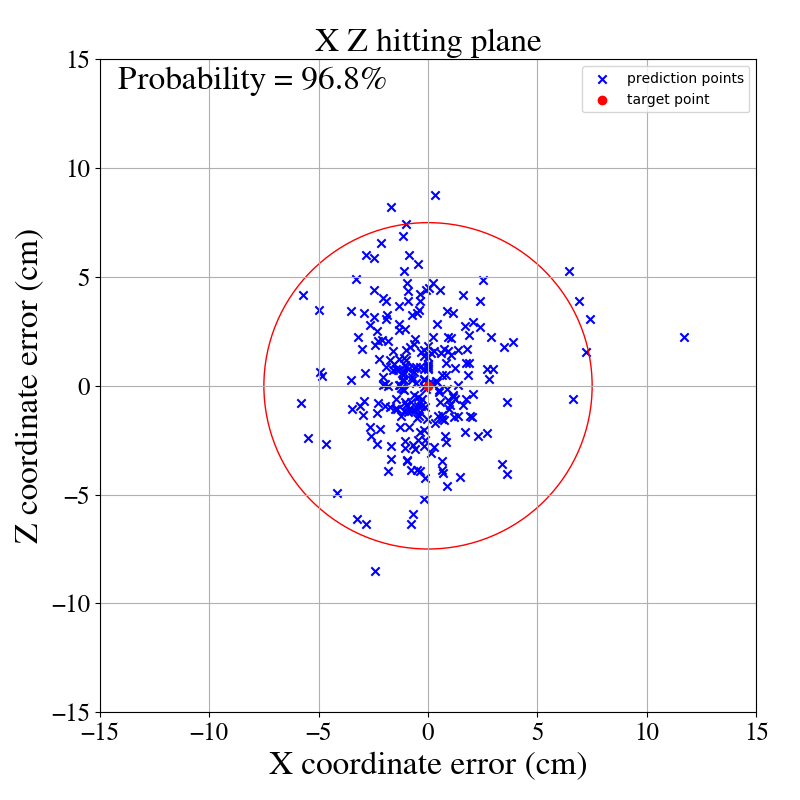 X Z hitting plane
Probability = 96.8%
prediction points
target point
Z coordinate error (cm)
15
10
5
0
−5
−10
−15
−15 −10 −5 0 5 10 15
X coordinate error (cm)